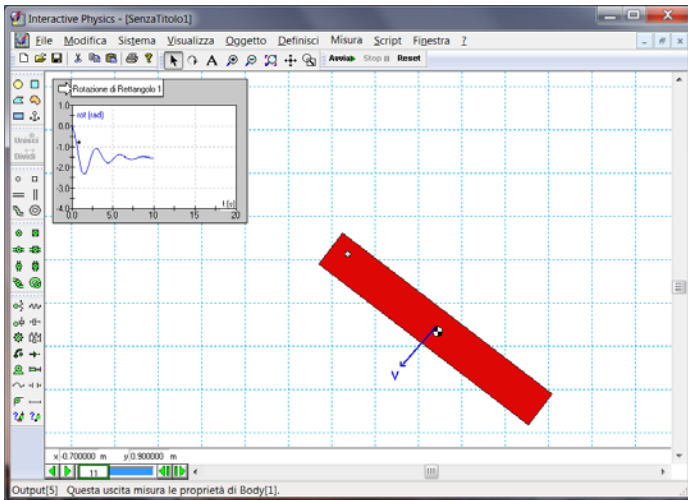 Interactive Physics - [SenzaTitolo1]
File Modifica Sistema Visualizza Oggetto Definisci Misura Script Finestra ?
A Avvia Stop Reset
Rotazione di Rettangolo 1
1.0
rot (rad)
0.0
-1.0
-2.0
-3.0
-4.0
t (s)
0.0 5.0 10 15 20
Unisci
Dividi
V
x -0.700000 m y 0.900000 m
11
Output[5] Questa uscita misura le proprietà di Body[1].